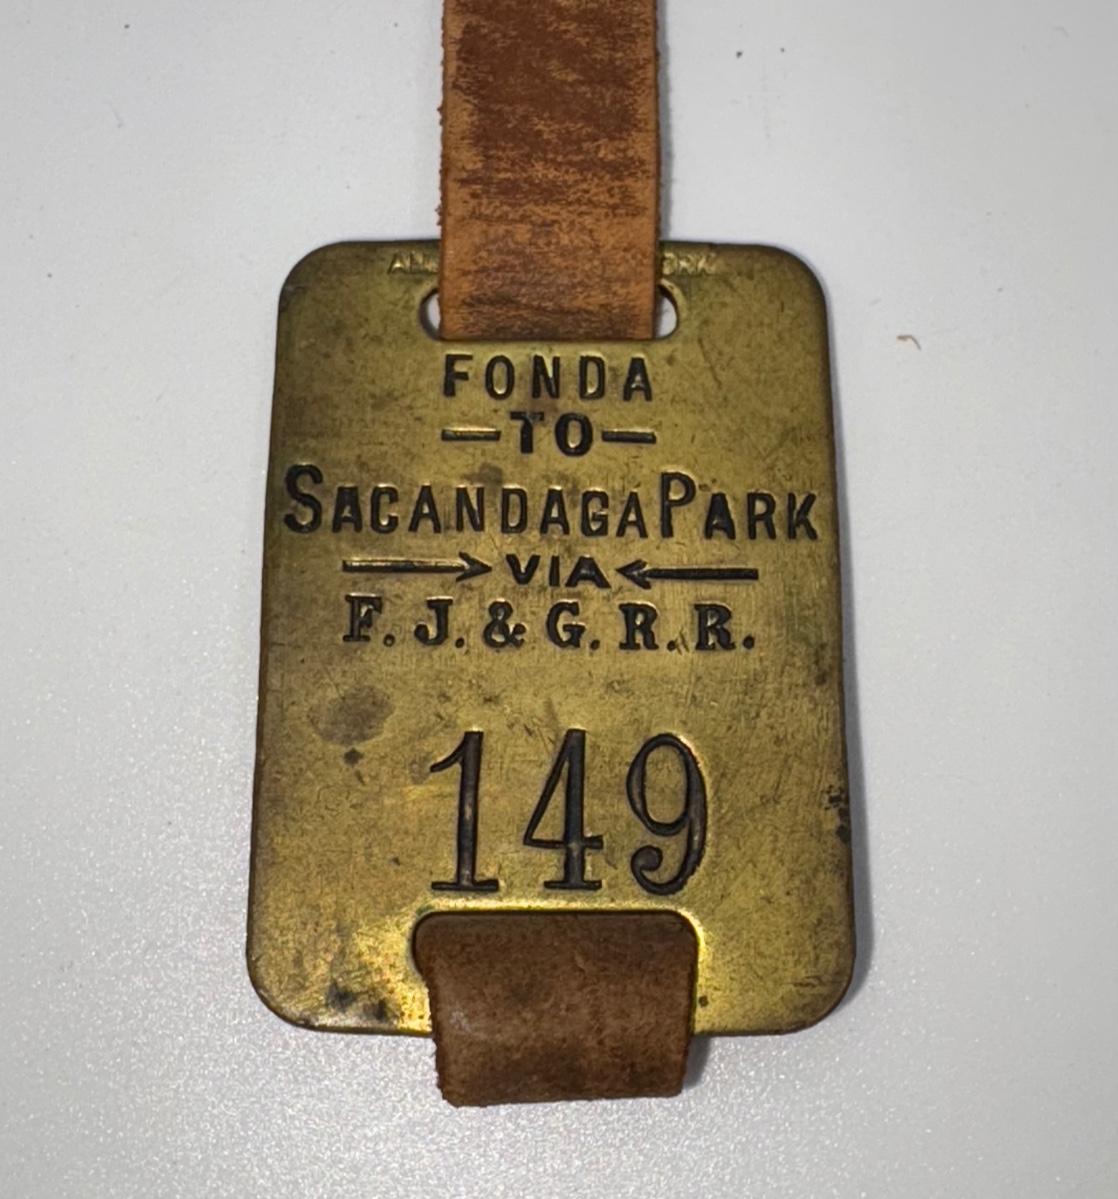 FONDA
—TO—
SACANDAGA PARK
→ VIA ←
F. J. & G. R. R.
149